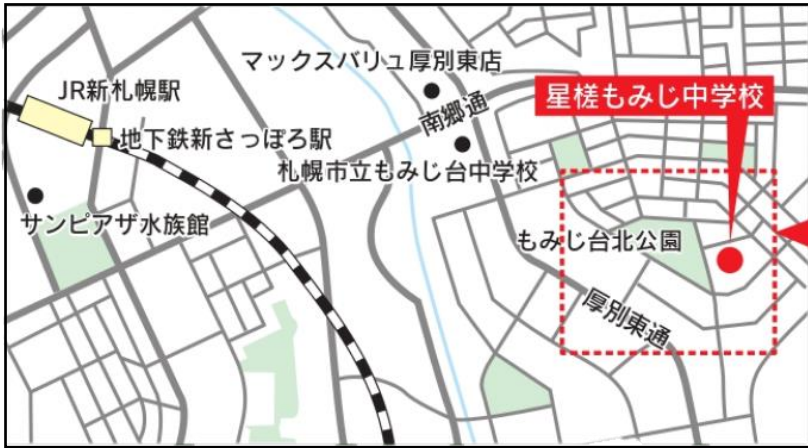 マックスバリュ厚別東店
JR新札幌駅
星槎もみじ中学校
南郷通
地下鉄新さっぽろ駅
札幌市立もみじ台中学校
サンピアザ水族館
もみじ台北公園
厚別東通